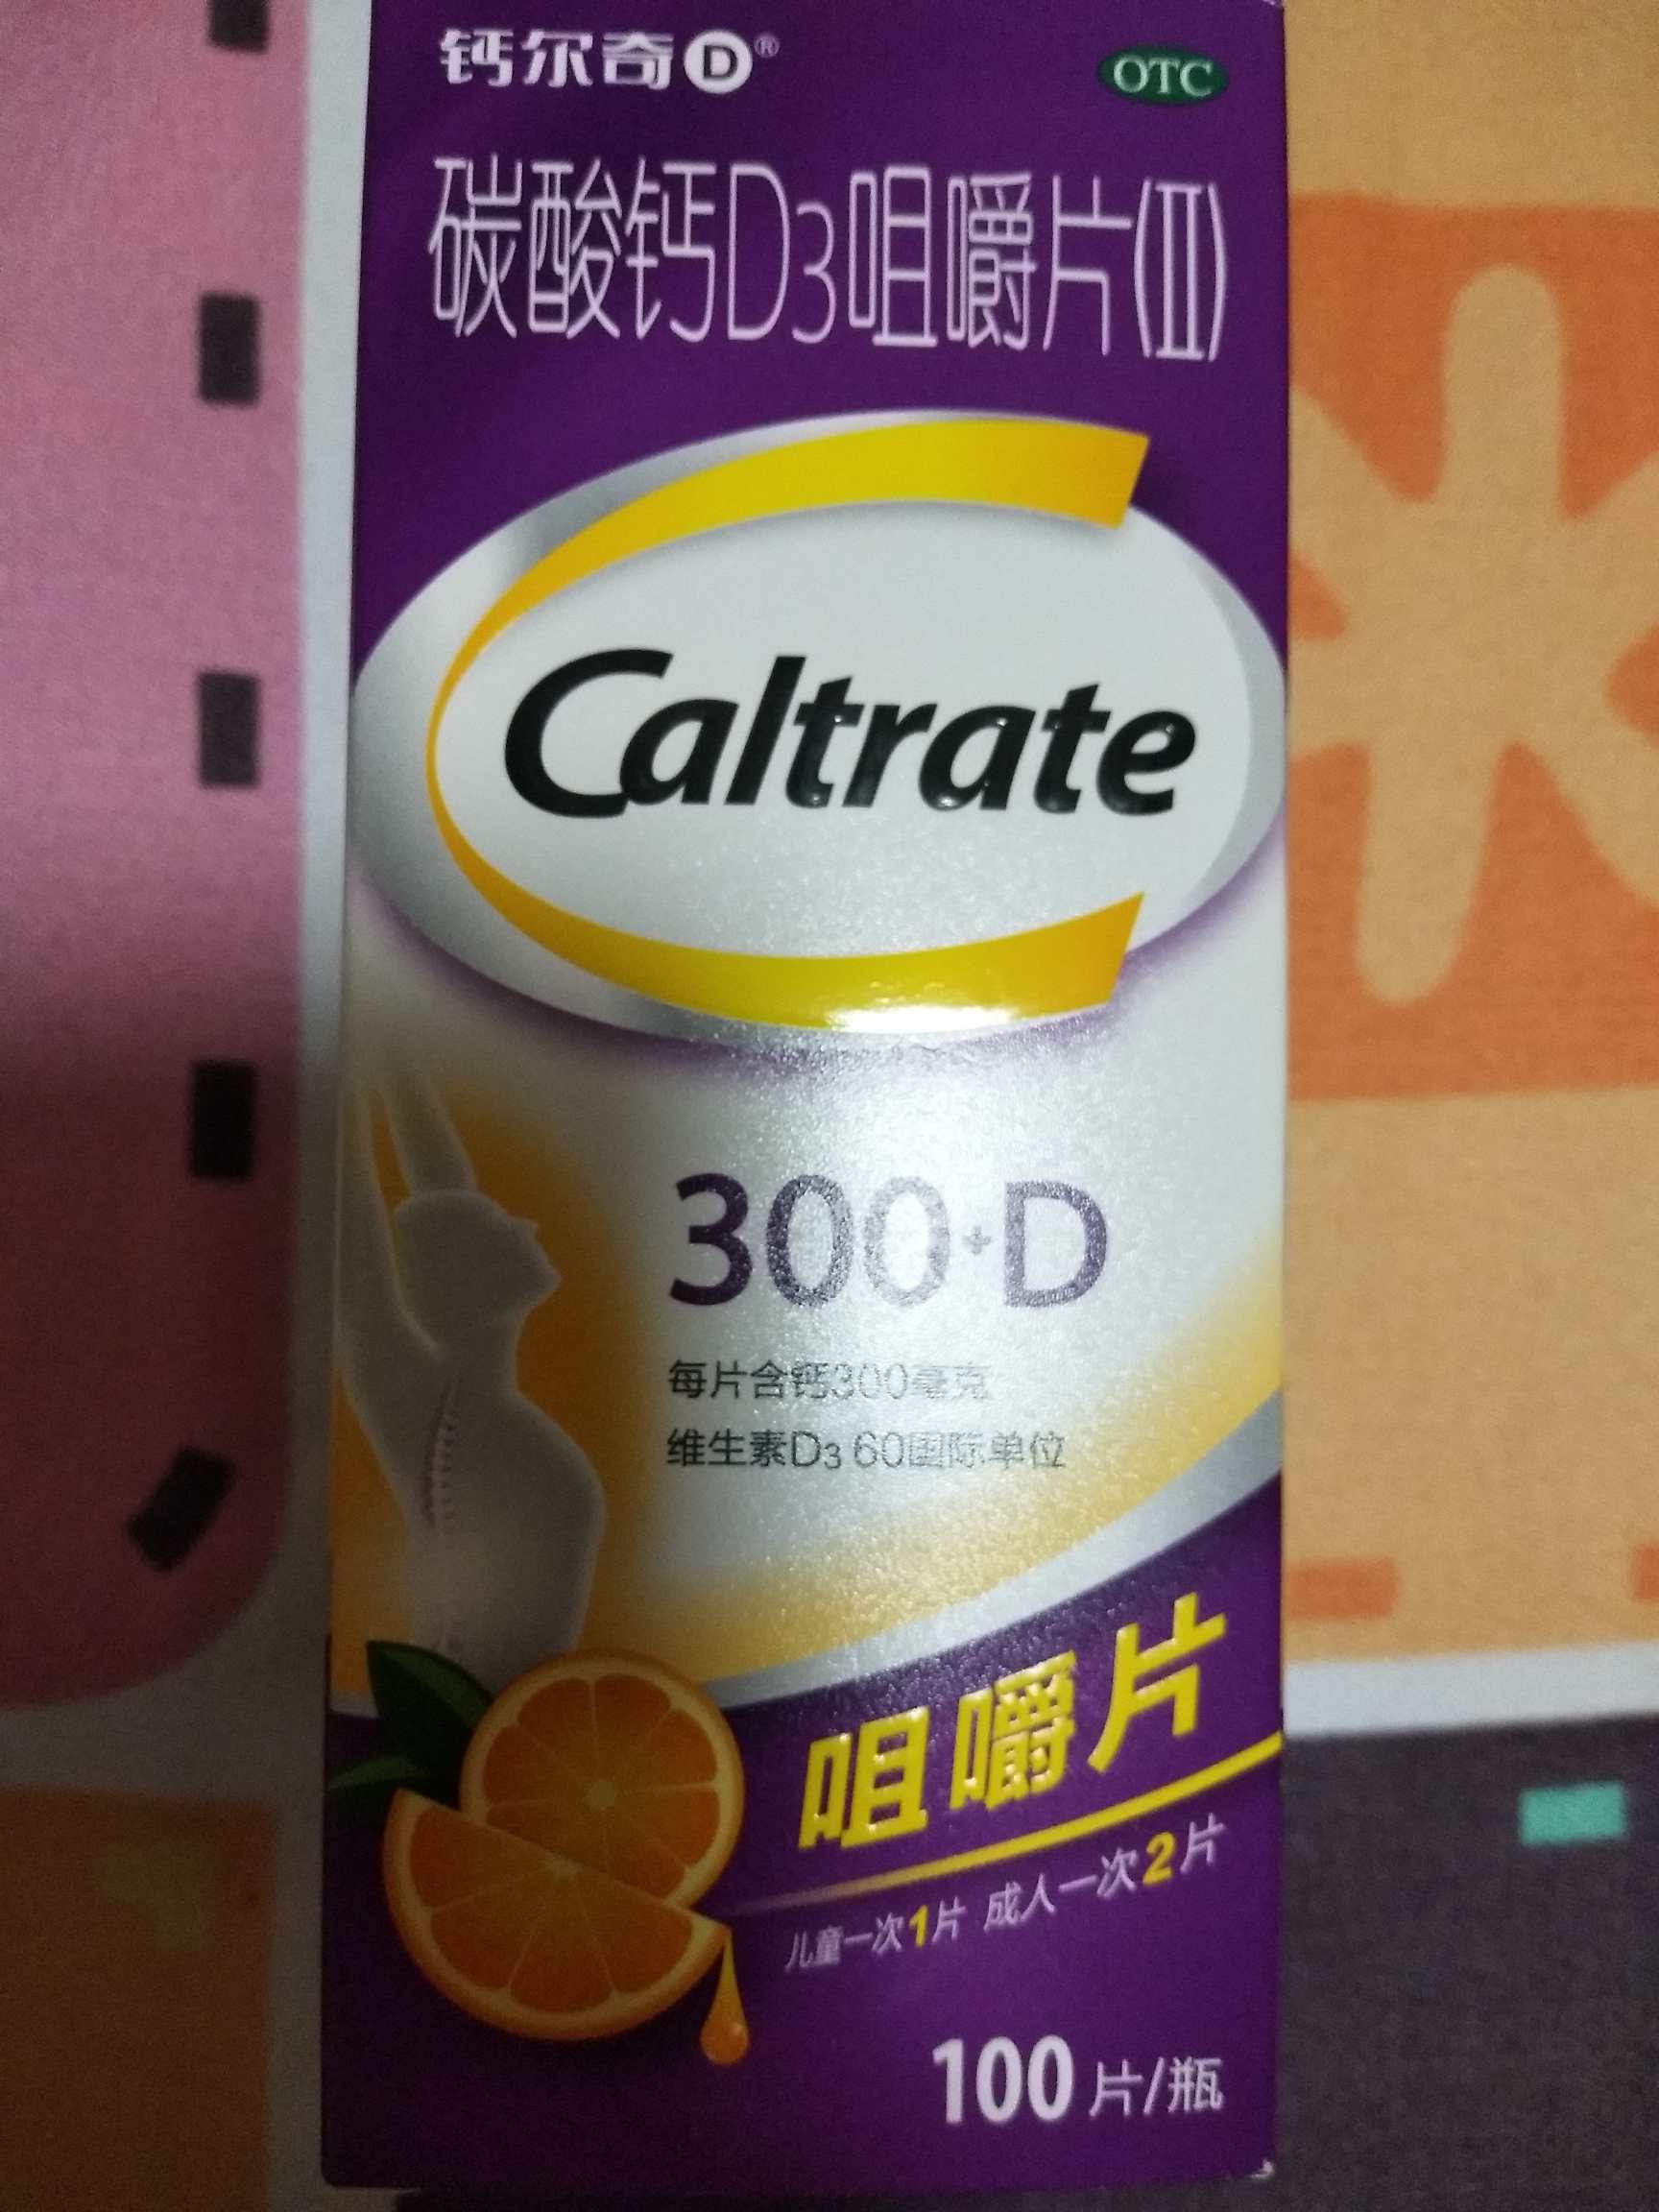 钙尔奇D®
OTC
碳酸钙D3咀嚼片(Ⅱ)
Caltrate
300+D
每片含钙300毫克
维生素D3 60国际单位
咀嚼片
儿童一次1片 成人一次2片
100片/瓶